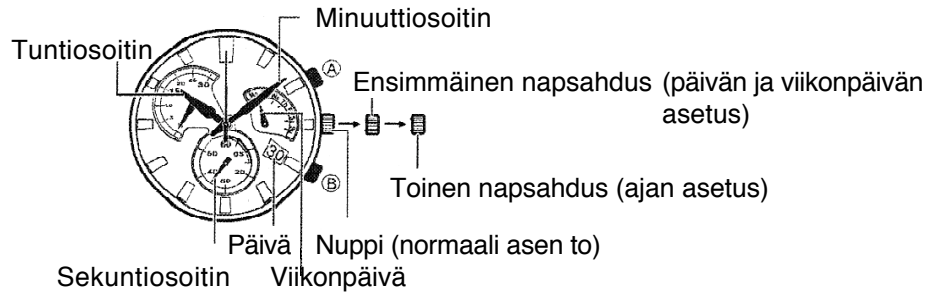 Minuuttiosoitin
Tuntiosoitin
A
Ensimmäinen napsahdus (päivän ja viikonpäivän
asetus)
30
B
Toinen napsahdus (ajan asetus)
Päivä
Nuppi (normaali asen to)
Sekuntiosoitin
Viikonpäivä